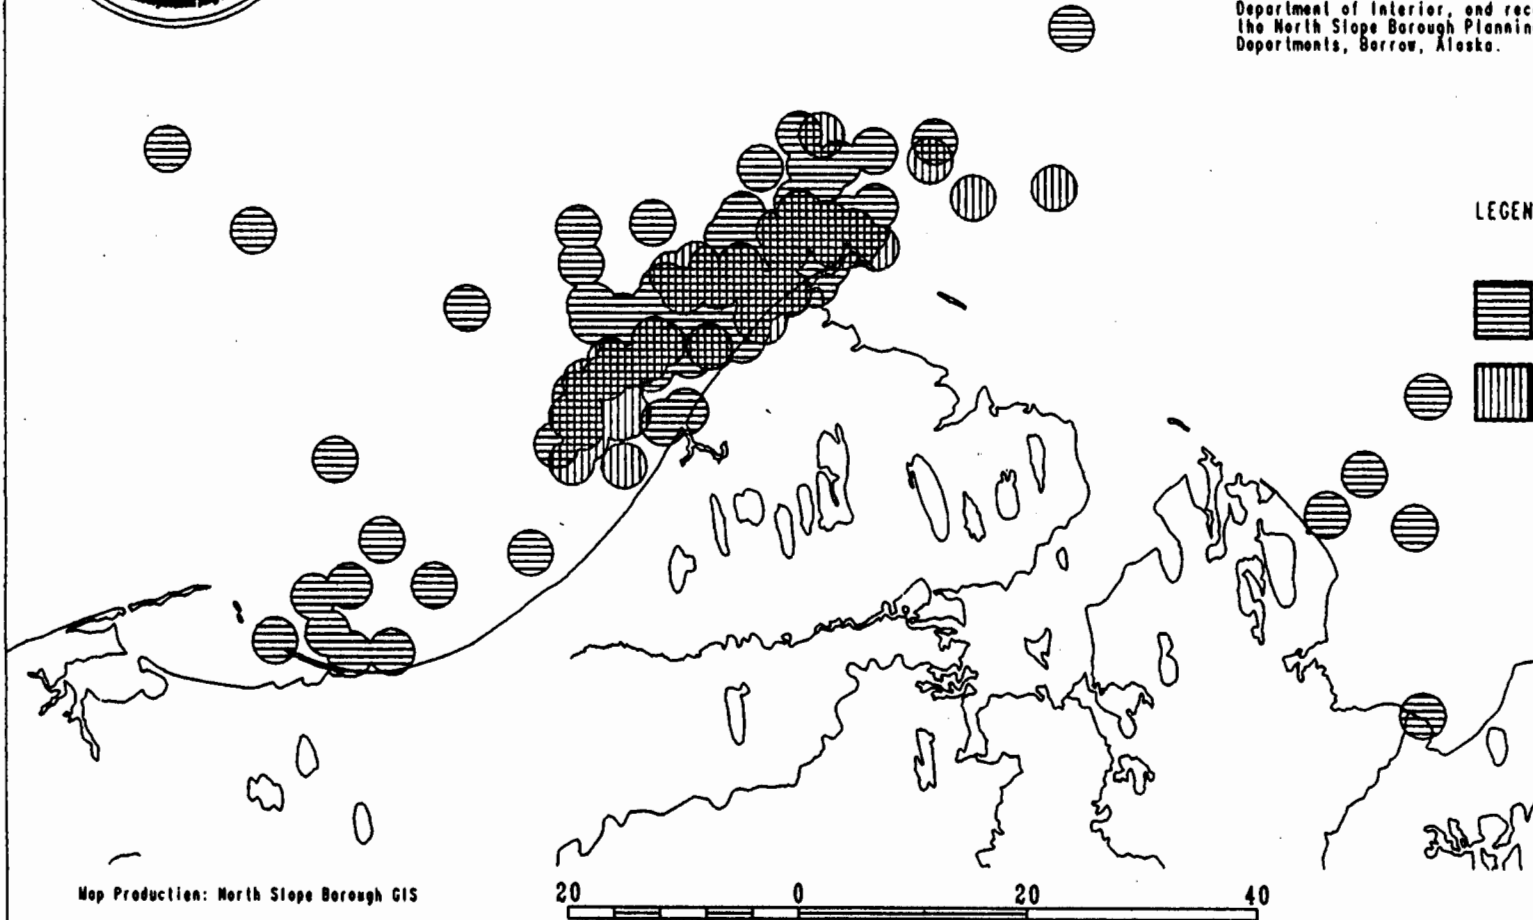 Department of Interior, and rec
the North Slope Borough Plannin
Departments, Barrow, Alaska.
LEGEN
Map Production: North Slope Borough GIS
20 0 20 40